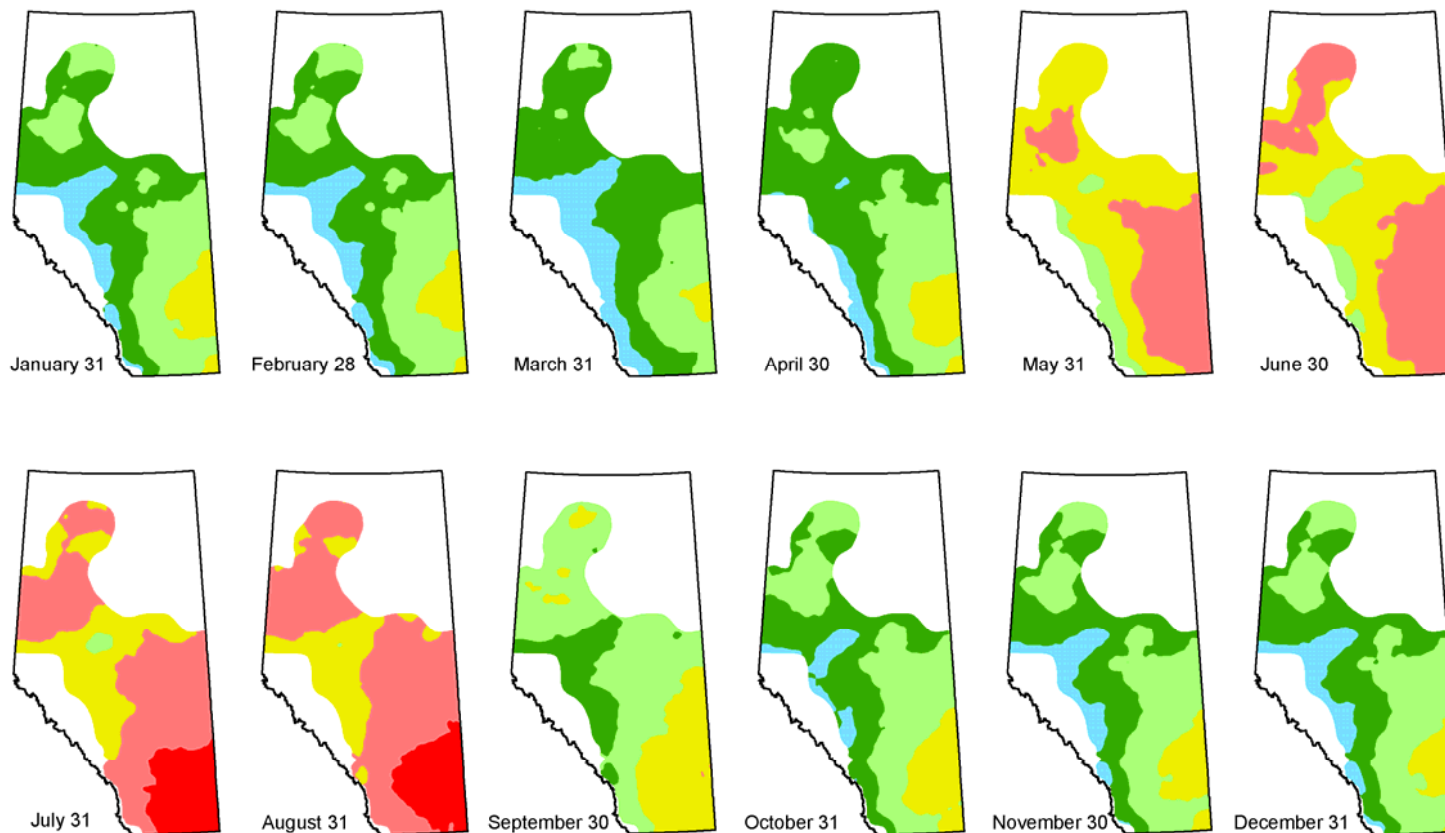 January 31
February 28
March 31
April 30
May 31
June 30
July 31
August 31
September 30
October 31
November 30
December 31